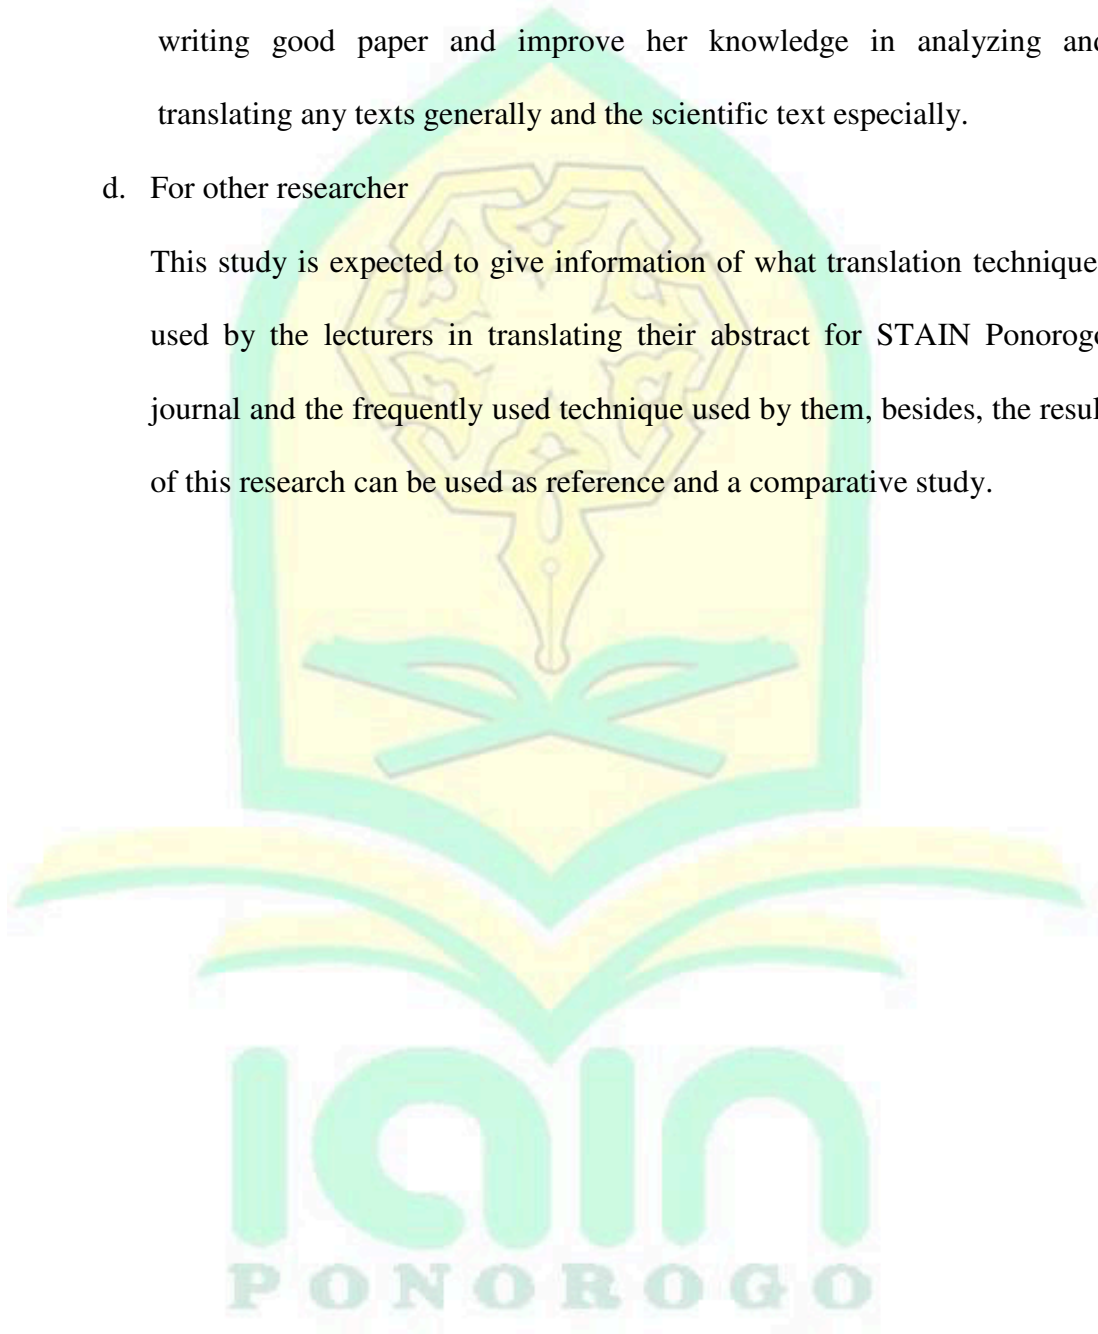 writing good paper and improve her knowledge in analyzing and
translating any texts generally and the scientific text especially.
d. For other researcher
This study is expected to give information of what translation technique
used by the lecturers in translating their abstract for STAIN Ponorogo
journal and the frequently used technique used by them, besides, the resul
of this research can be used as reference and a comparative study.
iain
PONOROGO